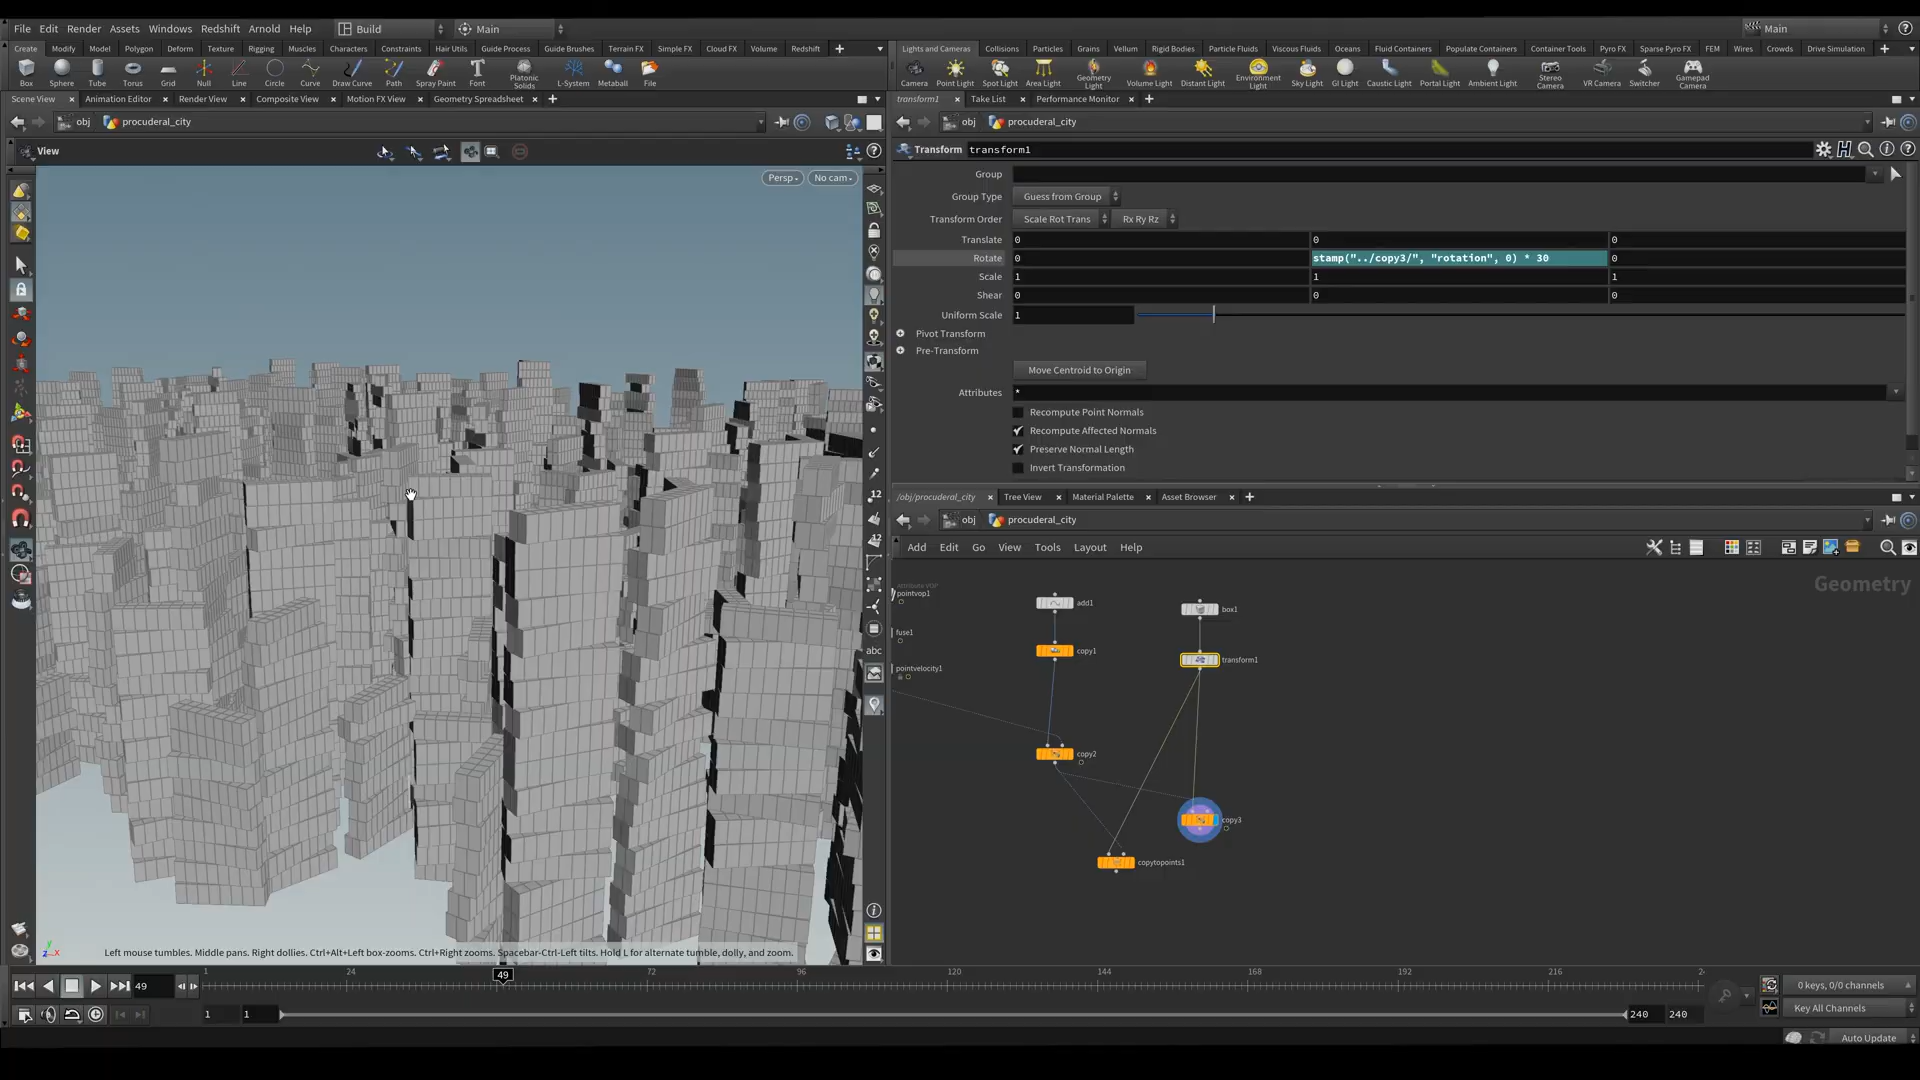 File Edit Render Assets Windows Redshift Arnold Help Build Main Main
Create Modify Model Polygon Deform Texture Rigging Muscles Characters Constraints Hair Utils Guide Process Guide Brushes Terrain FX Simple FX Cloud FX Volume Redshift
Lights and Cameras Collisions Particles Grains Vellum Rigid Bodies Particle Fluids Viscous Fluids Oceans Fluid Containers Populate Containers Container Tools Pyro FX Sparse Pyro FX FEM Wires Crowds Drive Simulation
Box Sphere Tube Torus Grid Null Line Circle Curve Draw Curve Path Spray Paint Font Platonic Solids L-System Metaball File
Camera Point Light Spot Light Area Light Geometry Light Volume Light Distant Light Environment Light Sky Light GI Light Caustic Light Portal Light Ambient Light Stereo Camera VR Camera Switcher Gamepad Camera
Scene View Animation Editor Render View Composite View Motion FX View Geometry Spreadsheet
transform1 Take List Performance Monitor
obj procuderal_city
obj procuderal_city
View
Persp No cam
Transform transform1
Group
Group Type Guess from Group
Transform Order Scale Rot Trans Rx Ry Rz
Translate 0 0 0
Rotate 0 stamp("../copy3/", "rotation", 0) * 30 0
Scale 1 1 1
Shear 0 0 0
Uniform Scale 1
Pivot Transform
Pre-Transform
Move Centroid to Origin
Attributes *
Recompute Point Normals
Recompute Affected Normals
Preserve Normal Length
Invert Transformation
/obj/procuderal_city Tree View Material Palette Asset Browser
obj procuderal_city
Add Edit Go View Tools Layout Help
Geometry
Attribute VOP
pointvop1
add1
box1
fuse1
copy1
transform1
pointvelocity1
copy2
copy3
copytopoints1
12
12
abc
Left mouse tumbles. Middle pans. Right dollies. Ctrl+Alt+Left box-zooms. Ctrl+Right zooms. Spacebar-Ctrl-Left tilts. Hold L for alternate tumble, dolly, and zoom.
y
z x
49
1 24 49 72 96 120 144 168 192 216 2
0 keys, 0/0 channels
1 1 240 240
Key All Channels
Auto Update